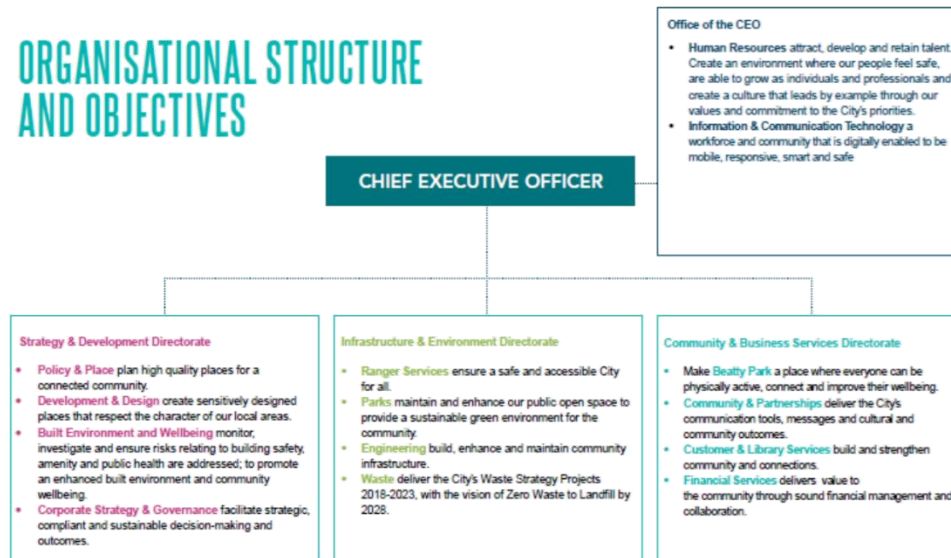 ORGANISATIONAL STRUCTURE
AND OBJECTIVES
Office of the CEO
• Human Resources attract, develop and retain talent.
Create an environment where our people feel safe,
are able to grow as individuals and professionals and
create a culture that leads by example through our
values and commitment to the City's priorities.
• Information & Communication Technology a
workforce and community that is digitally enabled to be
mobile, responsive, smart and safe
CHIEF EXECUTIVE OFFICER
Strategy & Development Directorate
• Policy & Place plan high quality places for a
connected community.
• Development & Design create sensitively designed
places that respect the character of our local areas.
• Built Environment and Wellbeing monitor,
investigate and ensure risks relating to building safety,
amenity and public health are addressed; to promote
an enhanced built environment and community
wellbeing.
• Corporate Strategy & Governance facilitate strategic,
compliant and sustainable decision-making and
outcomes.
Infrastructure & Environment Directorate
• Ranger Services ensure a safe and accessible City
for all.
• Parks maintain and enhance our public open space to
provide a sustainable green environment for the
community.
• Engineering build, enhance and maintain community
infrastructure.
• Waste deliver the City's Waste Strategy Projects
2018-2023, with the vision of Zero Waste to Landfill by
2028.
Community & Business Services Directorate
• Make Beatty Park a place where everyone can be
physically active, connect and improve their wellbeing.
• Community & Partnerships deliver the City's
communication tools, messages and cultural and
community outcomes.
• Customer & Library Services build and strengthen
community and connections.
• Financial Services delivers value to
the community through sound financial management and
collaboration.